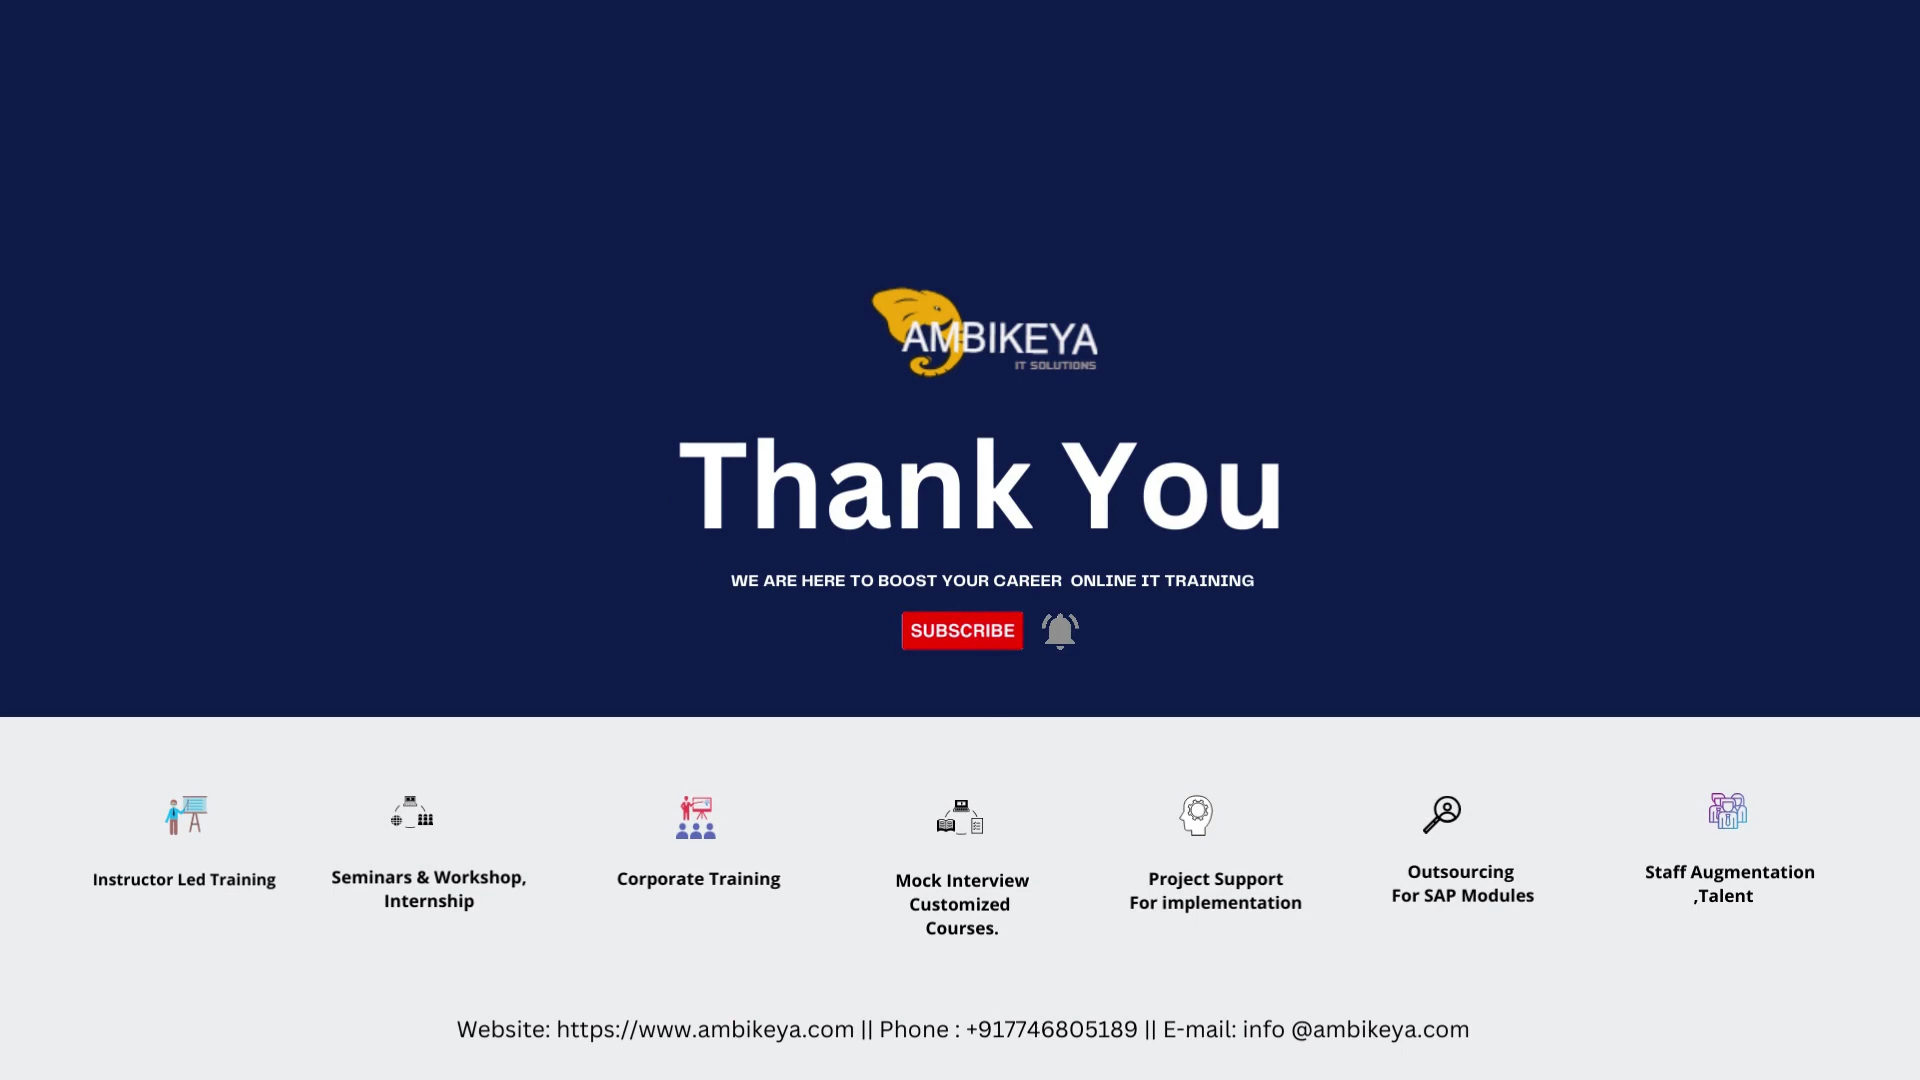 AMBIKEYA
IT SOLUTIONS
Thank You
WE ARE HERE TO BOOST YOUR CAREER ONLINE IT TRAINING
SUBSCRIBE
Instructor Led Training
Seminars & Workshop,
Internship
Corporate Training
Mock Interview
Customized
Courses.
Project Support
For implementation
Outsourcing
For SAP Modules
Staff Augmentation
,Talent
Website: https://www.ambikeya.com || Phone : +917746805189 || E-mail: info @ambikeya.com